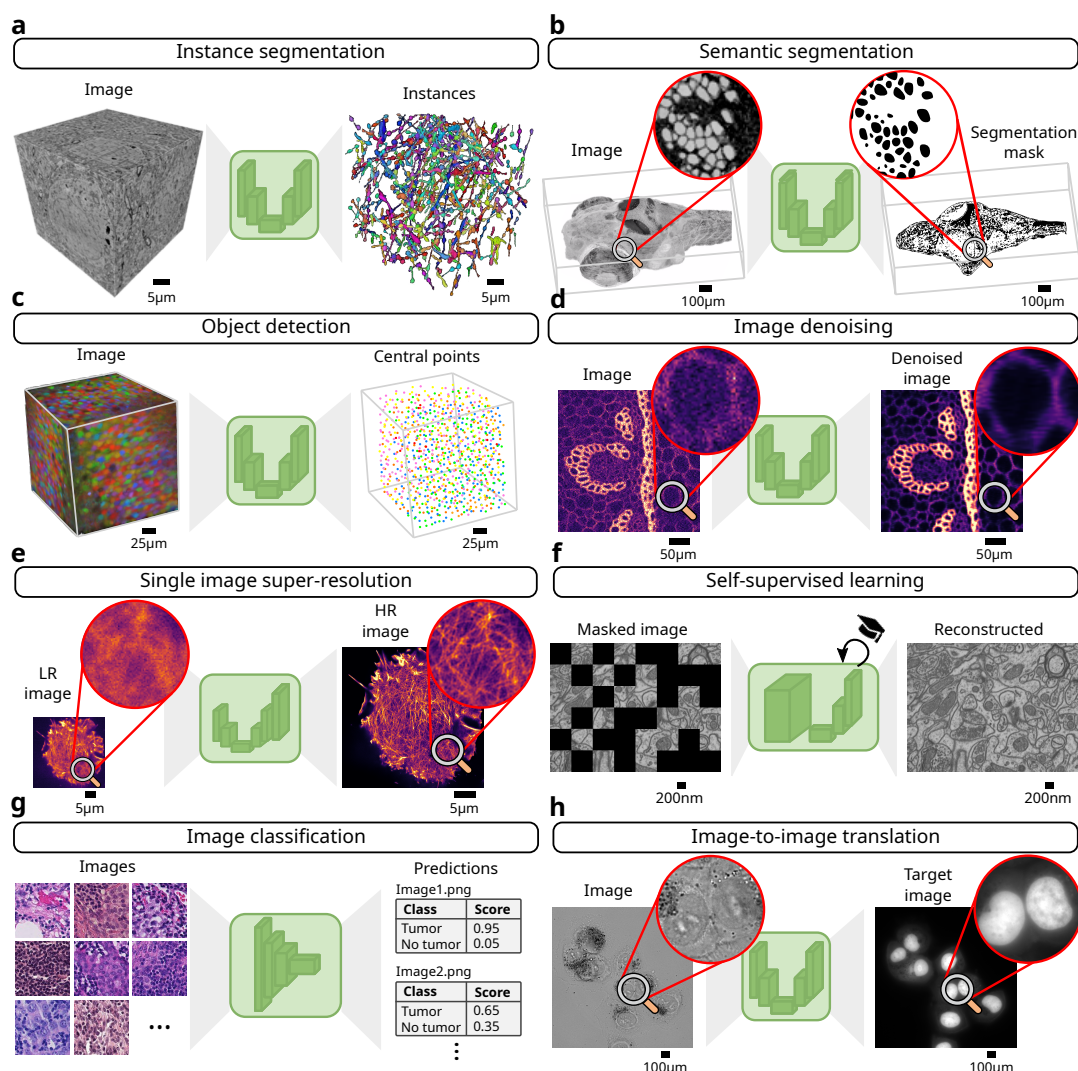 a
Instance segmentation
Image
Instances
5µm
5µm
b
Semantic segmentation
Image
Segmentation
mask
100µm
100µm
c
Object detection
Image
Central points
25µm
25µm
d
Image denoising
Image
Denoised
image
50µm
50µm
e
Single image super-resolution
LR
image
HR
image
5µm
5µm
f
Self-supervised learning
Masked image
Reconstructed
200nm
200nm
g
Image classification
Images
Predictions
Image1.png
Class Score
Tumor 0.95
No tumor 0.05
Image2.png
Class Score
Tumor 0.65
No tumor 0.35
h
Image-to-image translation
Image
Target
image
100µm
100µm